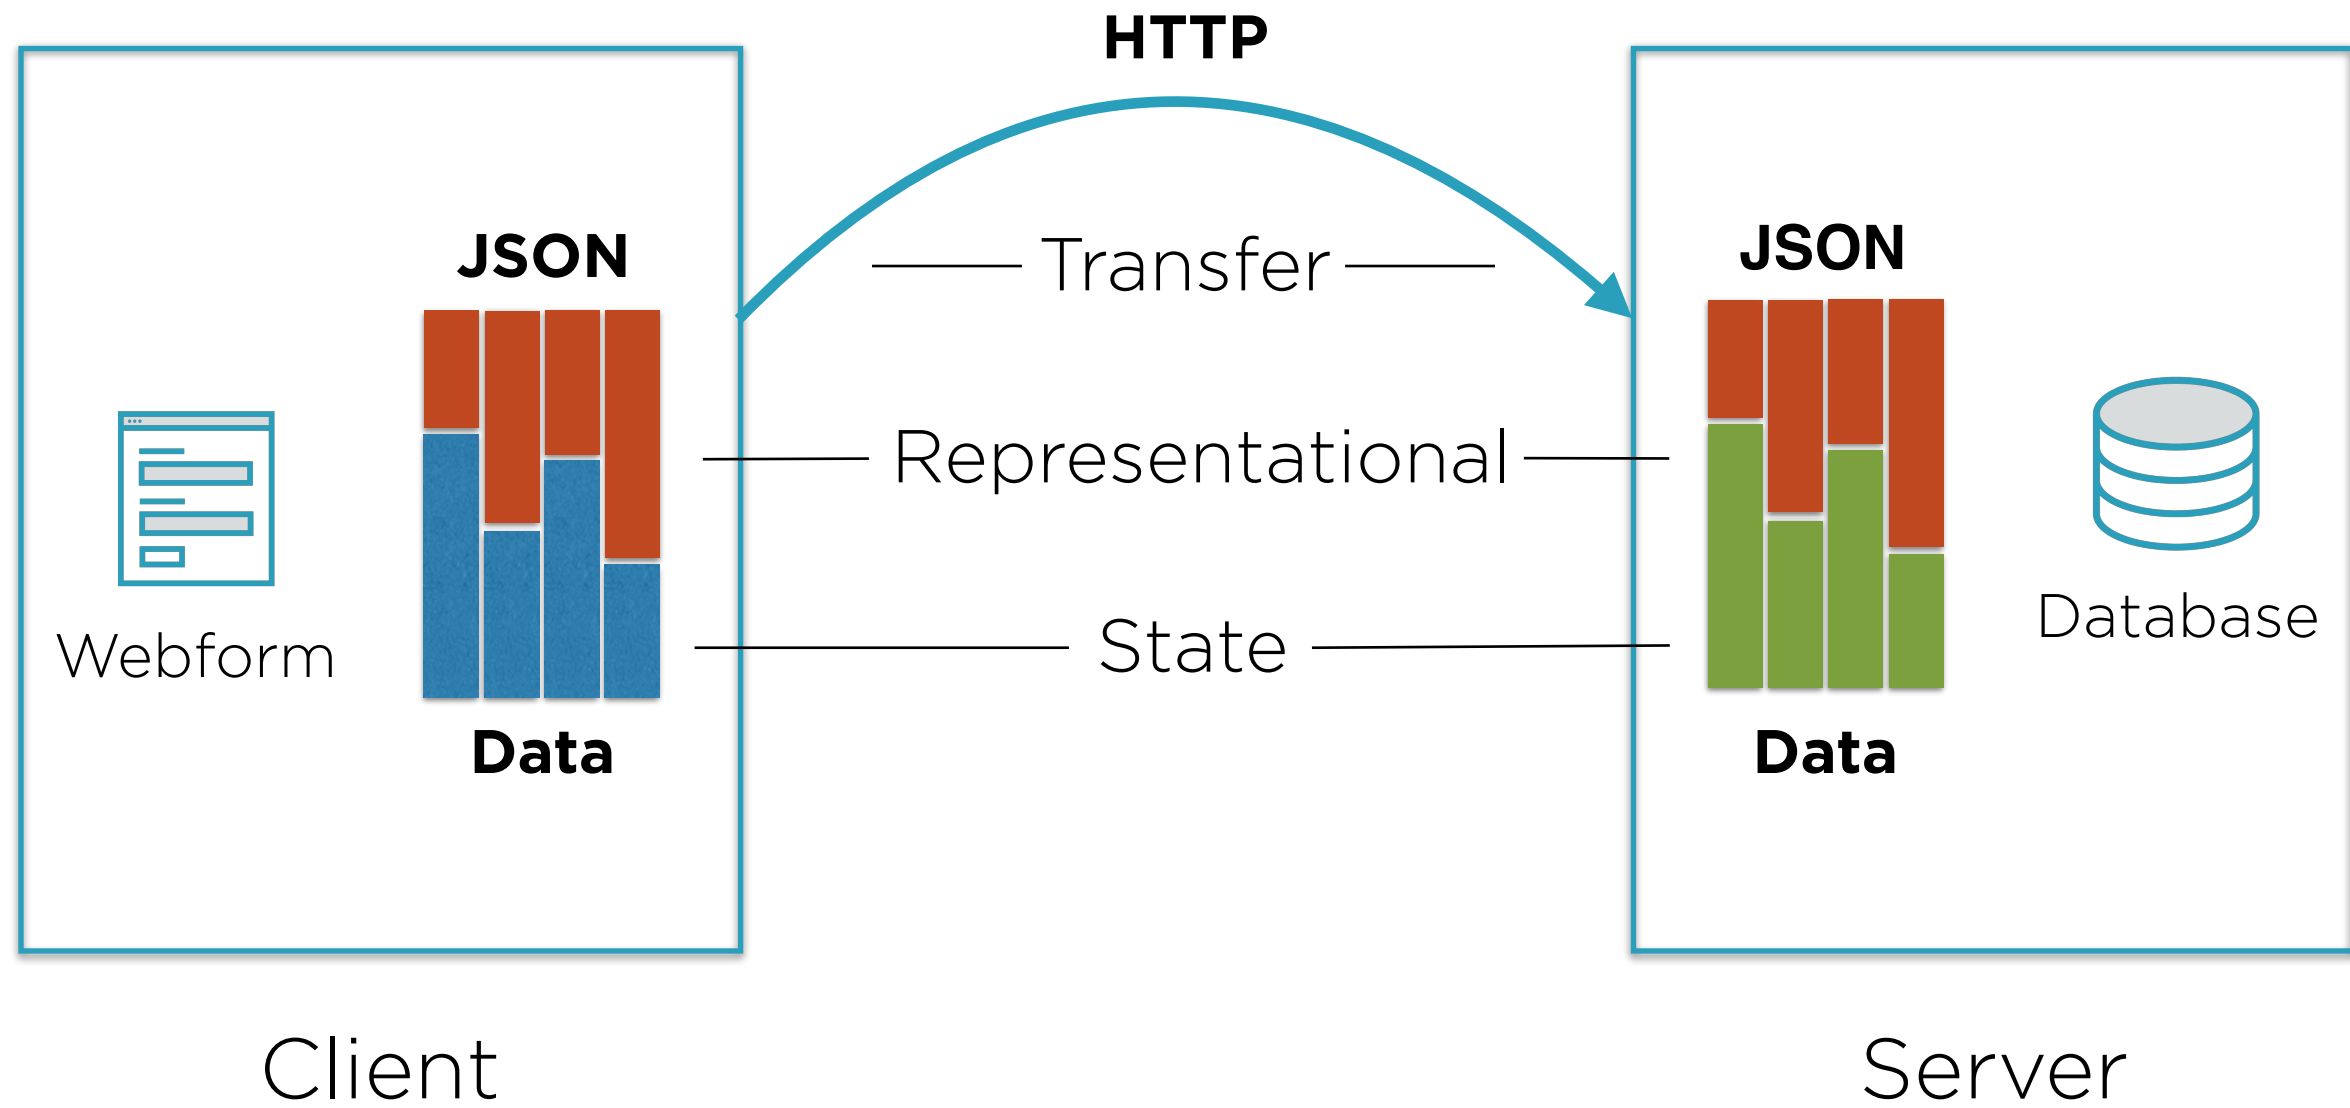 HTTP
JSON
Transfer
JSON
Representational
Webform
State
Database
Data
Data
Client
Server